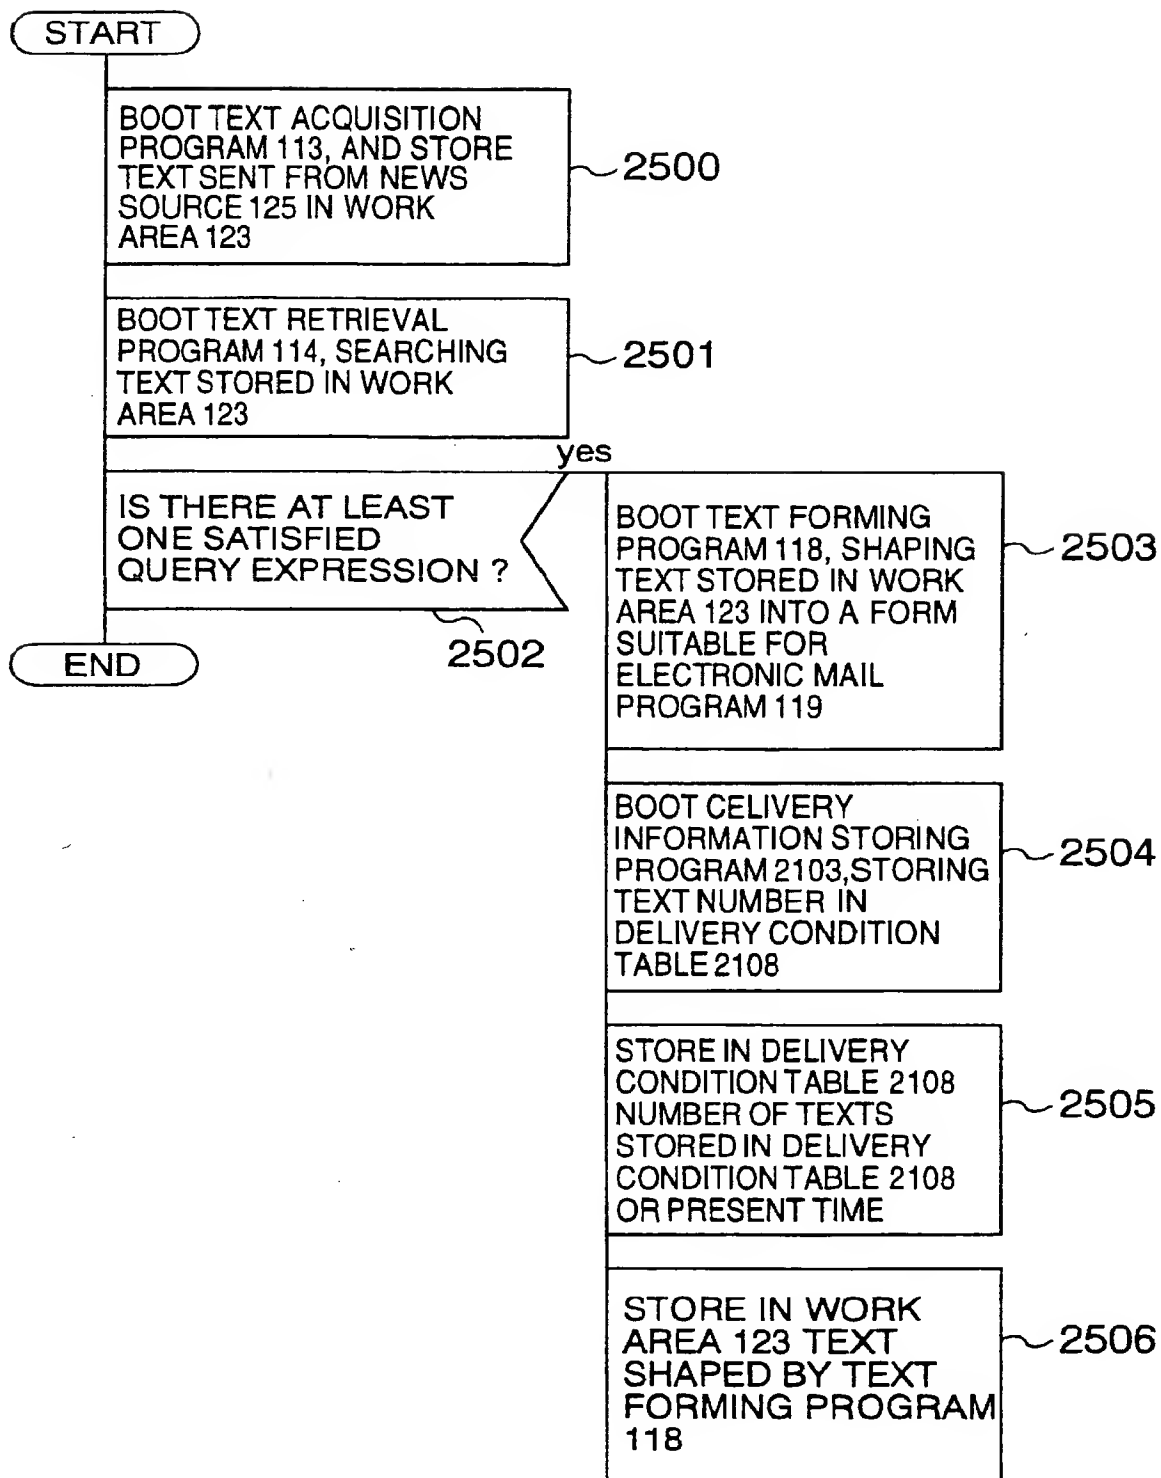 START
BOOT TEXT ACQUISITION
PROGRAM 113, AND STORE
TEXT SENT FROM NEWS
SOURCE 125 IN WORK
AREA 123
2500
BOOT TEXT RETRIEVAL
PROGRAM 114, SEARCHING
TEXT STORED IN WORK
AREA 123
2501
yes
IS THERE AT LEAST
ONE SATISFIED
QUERY EXPRESSION ?
2502
END
BOOT TEXT FORMING
PROGRAM 118, SHAPING
TEXT STORED IN WORK
AREA 123 INTO A FORM
SUITABLE FOR
ELECTRONIC MAIL
PROGRAM 119
2503
BOOT CELIVERY
INFORMATION STORING
PROGRAM 2103,STORING
TEXT NUMBER IN
DELIVERY CONDITION
TABLE 2108
2504
STORE IN DELIVERY
CONDITION TABLE 2108
NUMBER OF TEXTS
STORED IN DELIVERY
CONDITION TABLE 2108
OR PRESENT TIME
2505
STORE IN WORK
AREA 123 TEXT
SHAPED BY TEXT
FORMING PROGRAM
118
2506